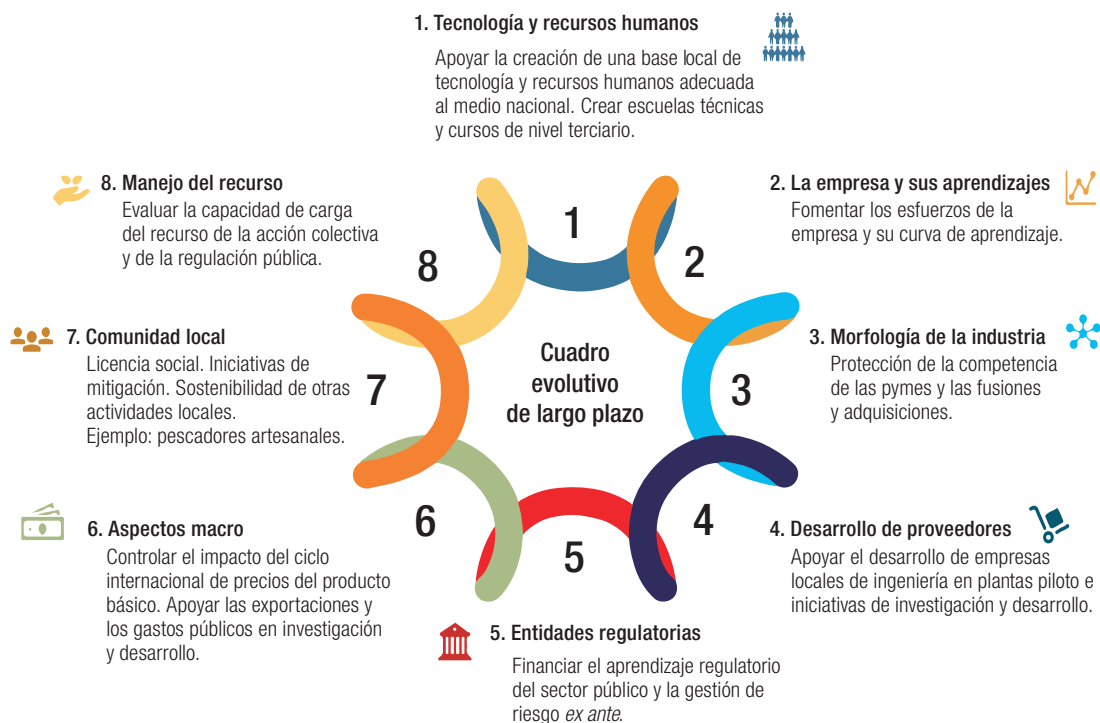 1. Tecnología y recursos humanos
Apoyar la creación de una base local de
tecnología y recursos humanos adecuada
al medio nacional. Crear escuelas técnicas
y cursos de nivel terciario.
8. Manejo del recurso
Evaluar la capacidad de carga
del recurso de la acción colectiva
y de la regulación pública.
2. La empresa y sus aprendizajes
Fomentar los esfuerzos de la
empresa y su curva de aprendizaje.
7. Comunidad local
Licencia social. Iniciativas de
mitigación. Sostenibilidad de otras
actividades locales.
Ejemplo: pescadores artesanales.
3. Morfología de la industria
Protección de la competencia
de las pymes y las fusiones
y adquisiciones.
1
2
3
4
5
6
7
8
Cuadro
evolutivo
de largo plazo
6. Aspectos macro
Controlar el impacto del ciclo
internacional de precios del producto
básico. Apoyar las exportaciones y
los gastos públicos en investigación
y desarrollo.
4. Desarrollo de proveedores
Apoyar el desarrollo de empresas
locales de ingeniería en plantas piloto e
iniciativas de investigación y desarrollo.
5. Entidades regulatorias
Financiar el aprendizaje regulatorio
del sector público y la gestión de
riesgo ex ante.